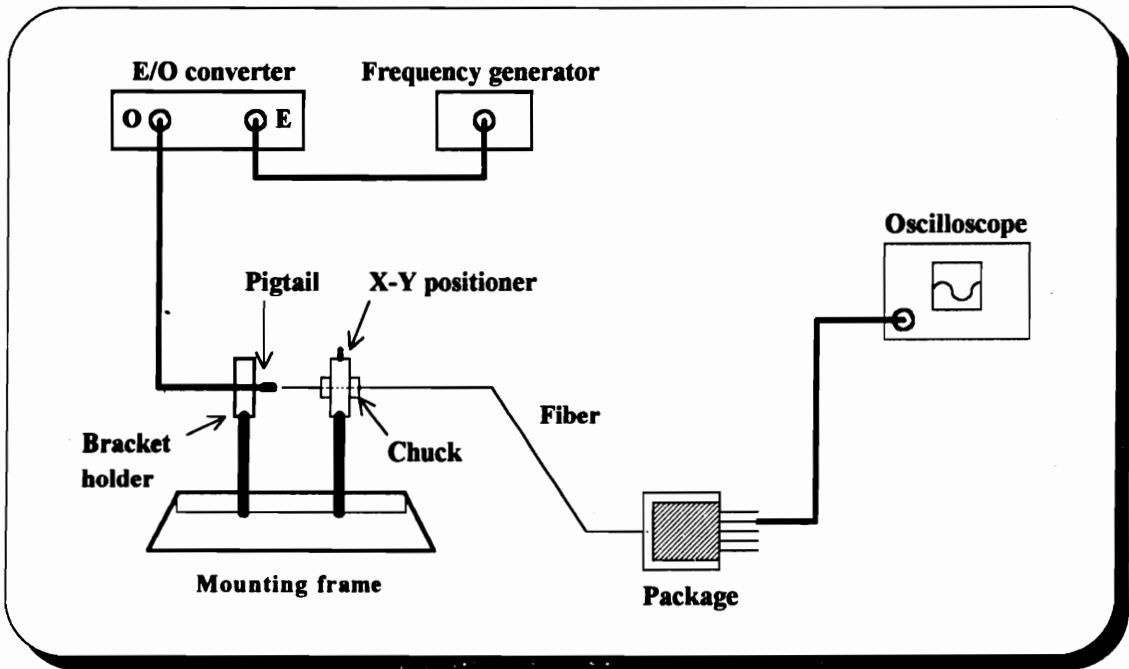 E/O converter
Frequency generator
O
E
Oscilloscope
Pigtail
X-Y positioner
Bracket
holder
Chuck
Fiber
Mounting frame
Package